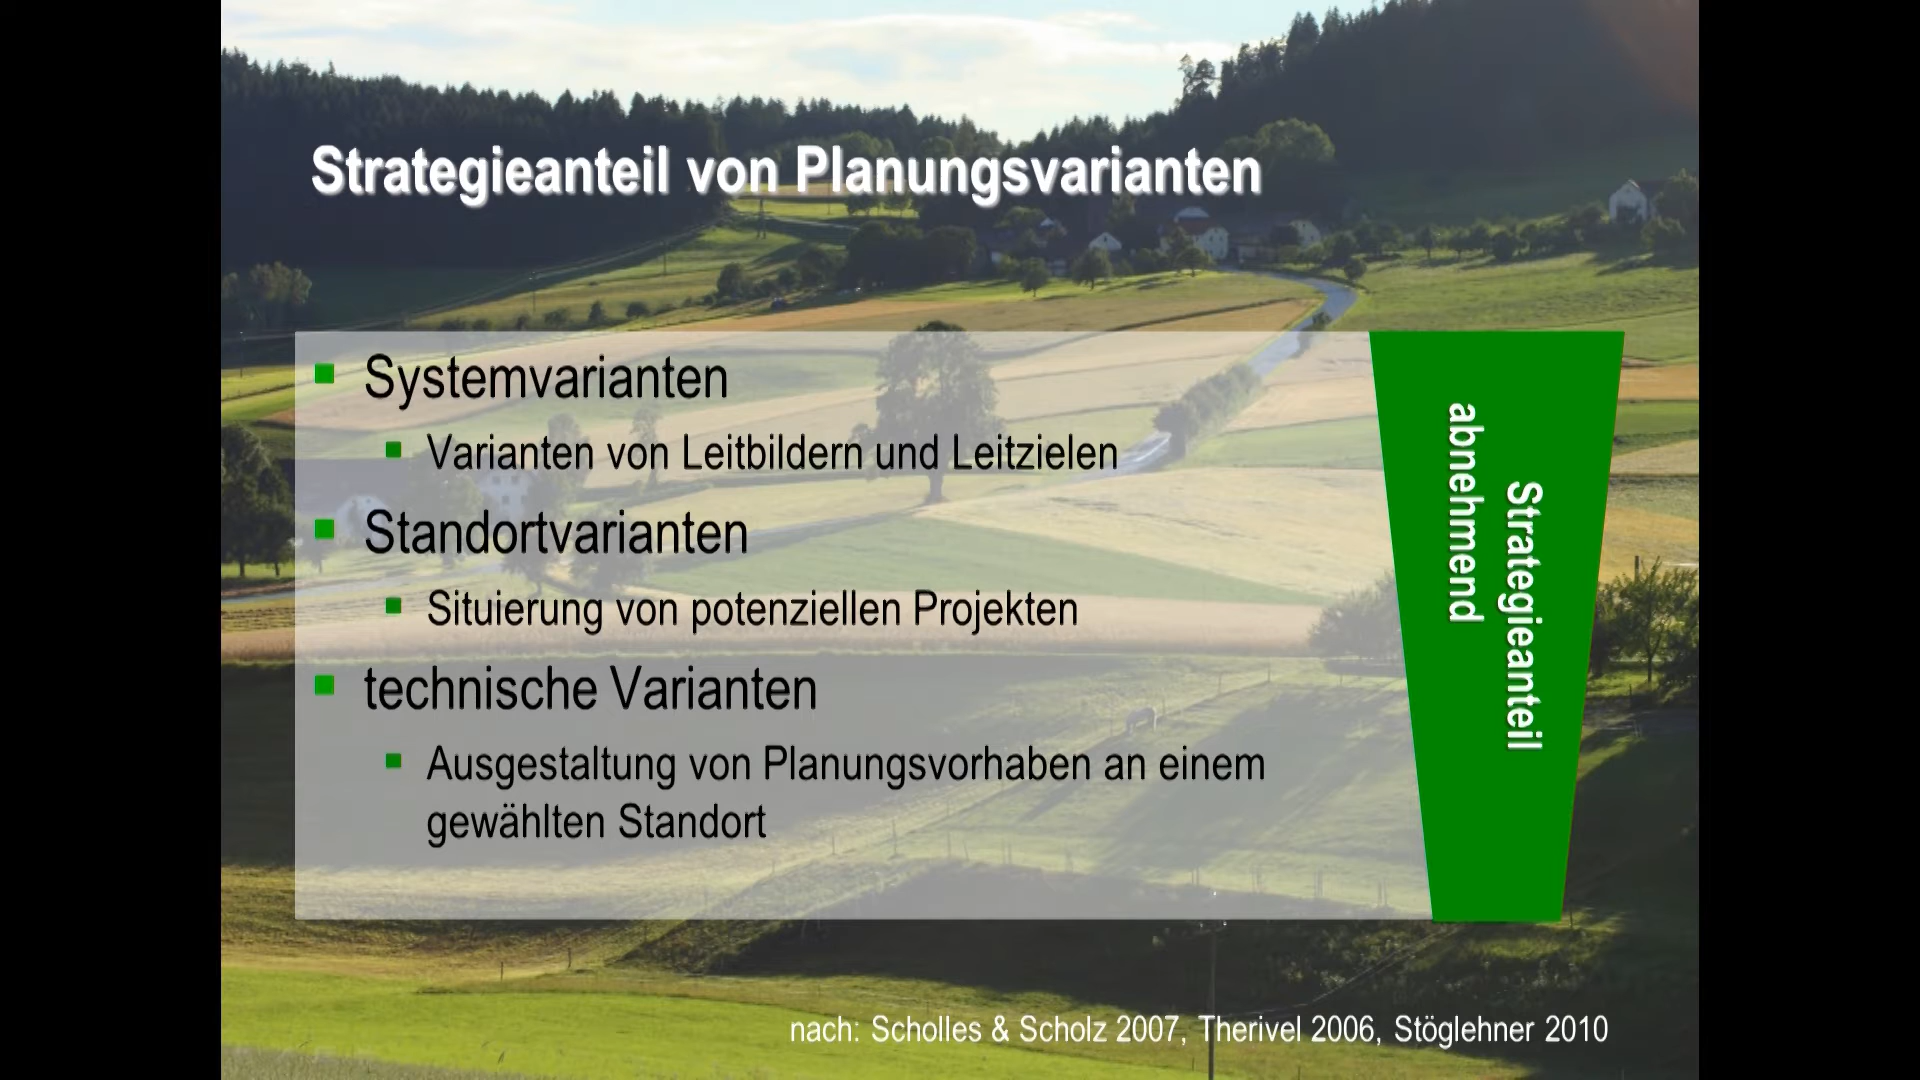 Strategieanteil von Planungsvarianten
Systemvarianten
Varianten von Leitbildern und Leitzielen
Standortvarianten
Situierung von potenziellen Projekten
technische Varianten
Ausgestaltung von Planungsvorhaben an einem
gewählten Standort
Strategieanteil
abnehmend
nach: Scholles & Scholz 2007, Therivel 2006, Stöglehner 2010